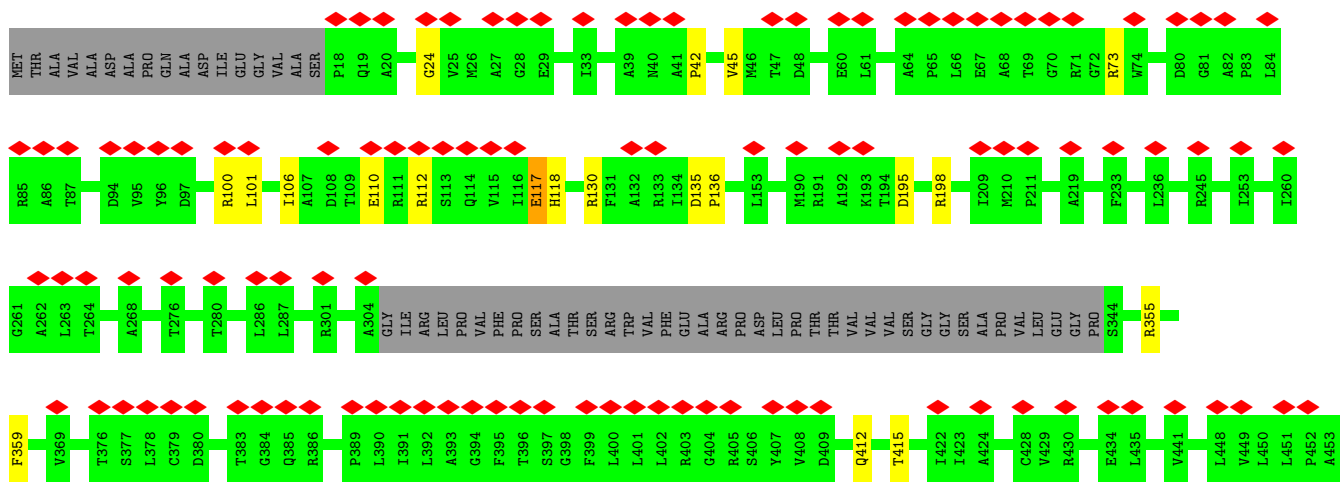 MET THR ALA VAL ALA ASP ALA PRO GLN ALA ASP ILE GLU GLY VAL ALA SER P18 Q19 A20 G24 V25 M26 A27 G28 E29 I33 A39 N40 A41 P42 V45 M46 T47 D48 E60 L61 A64 P65 L66 E67 A68 T69 G70 R71 G72 R73 W74 D80 G81 A82 P83 L84
R85 A86 T87 D94 V95 Y96 D97 R100 L101 I106 A107 D108 T109 E110 R111 R112 S113 Q114 V115 I116 E117 H118 R130 F131 A132 R133 I134 D135 P136 L153 M190 R191 A192 K193 T194 D195 R198 I209 M210 P211 A219 F233 L236 R245 I253 I260
G261 A262 L263 T264 A268 T276 T280 L286 L287 R301 A304 GLY ILE ARG LEU PRO VAL PHE PRO SER ALA THR SER ARG TRP VAL PHE GLU ALA ARG PRO ASP LEU PRO THR THR VAL VAL VAL SER GLY GLY SER ALA PRO VAL LEU GLU GLY PRO S344 R355
F359 V369 T376 S377 L378 C379 D380 T383 G384 Q385 R386 P389 L390 I391 L392 A393 G394 F395 T396 S397 G398 F399 L400 L401 L402 R403 G404 R405 S406 Y407 V408 D409 Q412 T415 I422 I423 A424 C428 V429 R430 E434 L435 V441 L448 V449 L450 L451 P452 A453